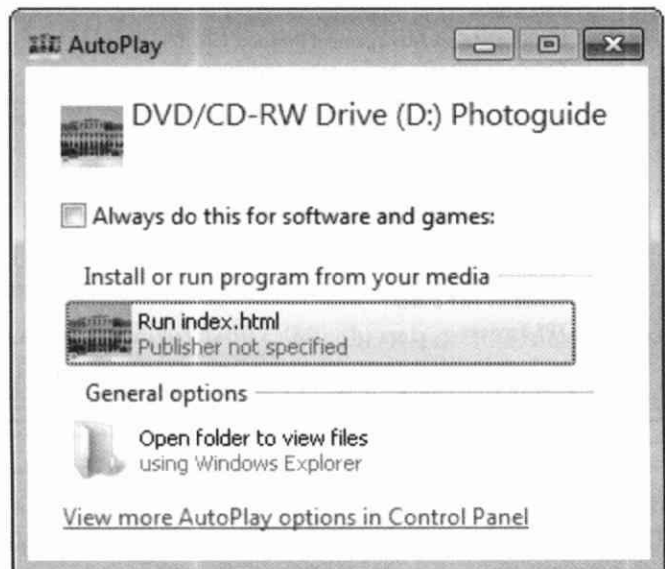 AutoPlay
DVD/CD-RW Drive (D:) Photoguide
Always do this for software and games:
Install or run program from your media
Run index.html
Publisher not specified
General options
Open folder to view files
using Windows Explorer
View more AutoPlay options in Control Panel